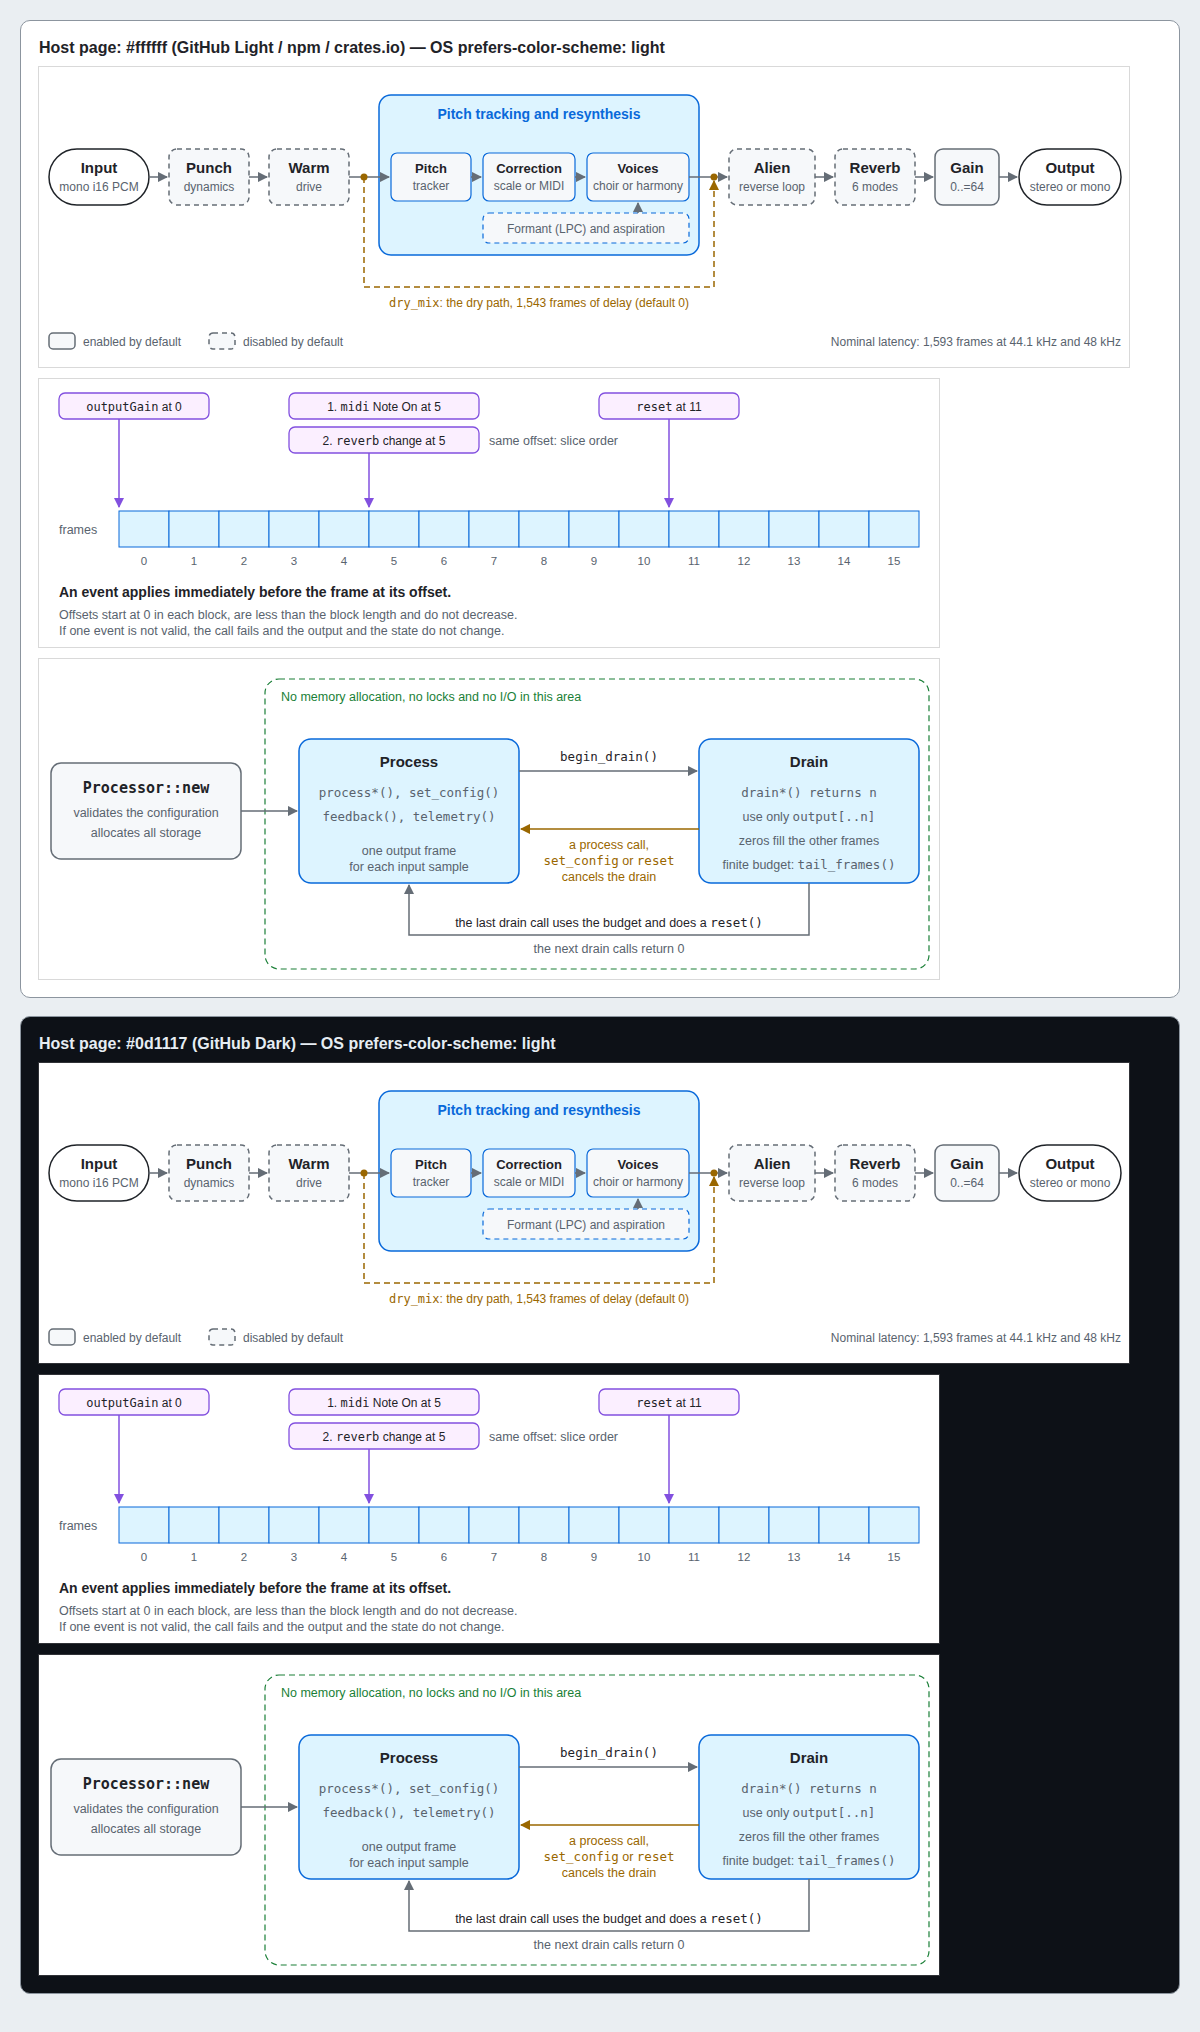 Host page: #ffffff (GitHub Light / npm / crates.io) — OS prefers-color-scheme: light
Pitch tracking and resynthesis
Input
mono i16 PCM
Punch
dynamics
Warm
drive
Pitch
tracker
Correction
scale or MIDI
Voices
choir or harmony
Formant (LPC) and aspiration
Alien
reverse loop
Reverb
6 modes
Gain
0..=64
Output
stereo or mono
dry_mix: the dry path, 1,543 frames of delay (default 0)
enabled by default
disabled by default
Nominal latency: 1,593 frames at 44.1 kHz and 48 kHz
outputGain at 0
1. midi Note On at 5
reset at 11
2. reverb change at 5
same offset: slice order
frames
0 1 2 3 4 5 6 7 8 9 10 11 12 13 14 15
An event applies immediately before the frame at its offset.
Offsets start at 0 in each block, are less than the block length and do not decrease.
If one event is not valid, the call fails and the output and the state do not change.
No memory allocation, no locks and no I/O in this area
Processor::new
validates the configuration
allocates all storage
Process
process*(), set_config()
feedback(), telemetry()
one output frame
for each input sample
begin_drain()
a process call,
set_config or reset
cancels the drain
Drain
drain*() returns n
use only output[..n]
zeros fill the other frames
finite budget: tail_frames()
the last drain call uses the budget and does a reset()
the next drain calls return 0
Host page: #0d1117 (GitHub Dark) — OS prefers-color-scheme: light
Pitch tracking and resynthesis
Input
mono i16 PCM
Punch
dynamics
Warm
drive
Pitch
tracker
Correction
scale or MIDI
Voices
choir or harmony
Formant (LPC) and aspiration
Alien
reverse loop
Reverb
6 modes
Gain
0..=64
Output
stereo or mono
dry_mix: the dry path, 1,543 frames of delay (default 0)
enabled by default
disabled by default
Nominal latency: 1,593 frames at 44.1 kHz and 48 kHz
outputGain at 0
1. midi Note On at 5
reset at 11
2. reverb change at 5
same offset: slice order
frames
0 1 2 3 4 5 6 7 8 9 10 11 12 13 14 15
An event applies immediately before the frame at its offset.
Offsets start at 0 in each block, are less than the block length and do not decrease.
If one event is not valid, the call fails and the output and the state do not change.
No memory allocation, no locks and no I/O in this area
Processor::new
validates the configuration
allocates all storage
Process
process*(), set_config()
feedback(), telemetry()
one output frame
for each input sample
begin_drain()
a process call,
set_config or reset
cancels the drain
Drain
drain*() returns n
use only output[..n]
zeros fill the other frames
finite budget: tail_frames()
the last drain call uses the budget and does a reset()
the next drain calls return 0